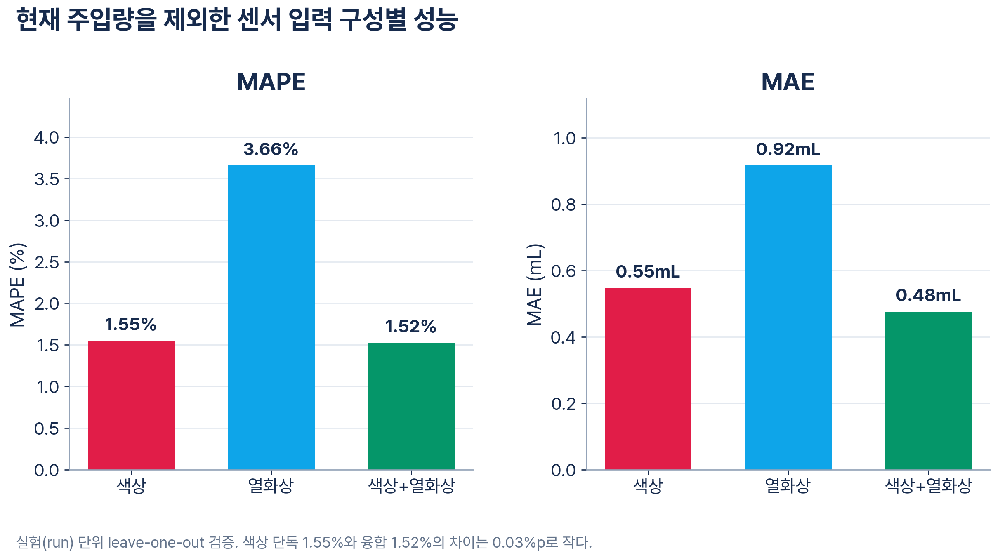 현재 주입량을 제외한 센서 입력 구성별 성능
MAPE
MAPE (%)
4.0
3.5
3.0
2.5
2.0
1.5
1.0
0.5
0.0
1.55%
3.66%
1.52%
색상
열화상
색상+열화상
MAE
MAE (mL)
1.0
0.8
0.6
0.4
0.2
0.0
0.55mL
0.92mL
0.48mL
색상
열화상
색상+열화상
실험(run) 단위 leave-one-out 검증. 색상 단독 1.55%와 융합 1.52%의 차이는 0.03%p로 작다.